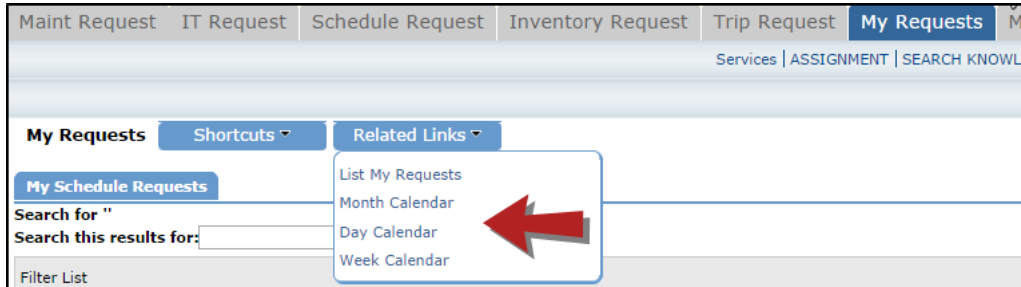 Maint Request IT Request Schedule Request Inventory Request Trip Request My Requests
Services | ASSIGNMENT | SEARCH
My Requests Shortcuts Related Links
List My Requests
My Schedule Requests
Month Calendar
Search for ''
Day Calendar
Search this results for:
Week Calendar
Filter List